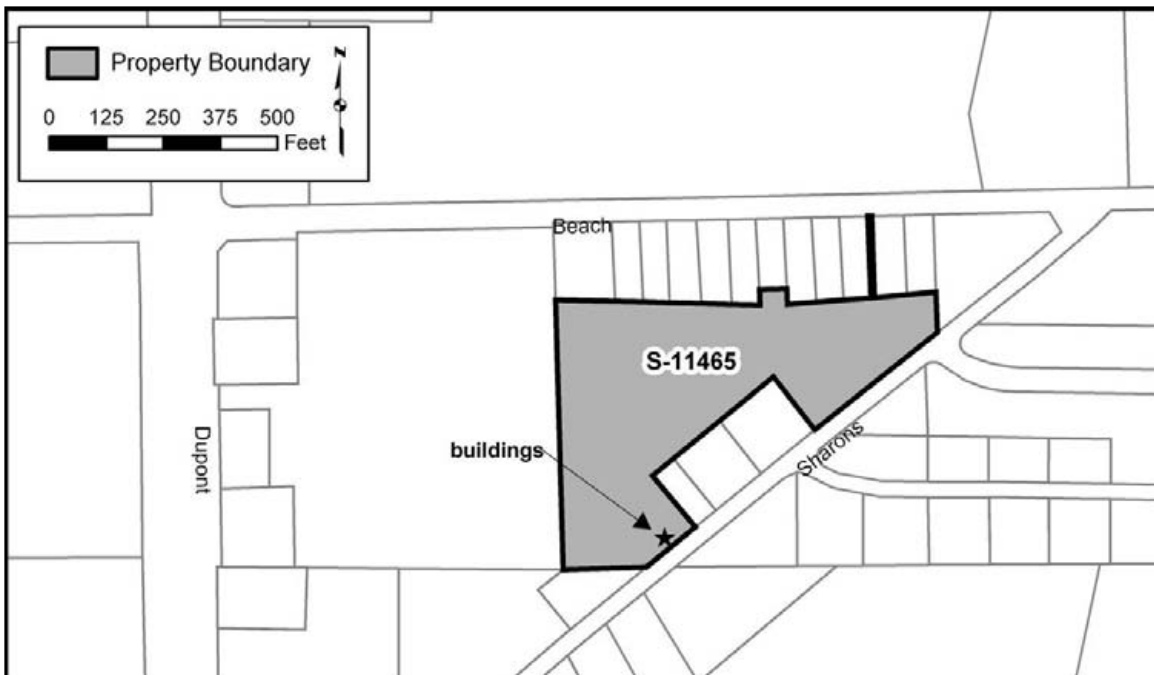 Property Boundary
N
0 125 250 375 500
Feet
Beach
S-11465
buildings
Dupont
Sharons